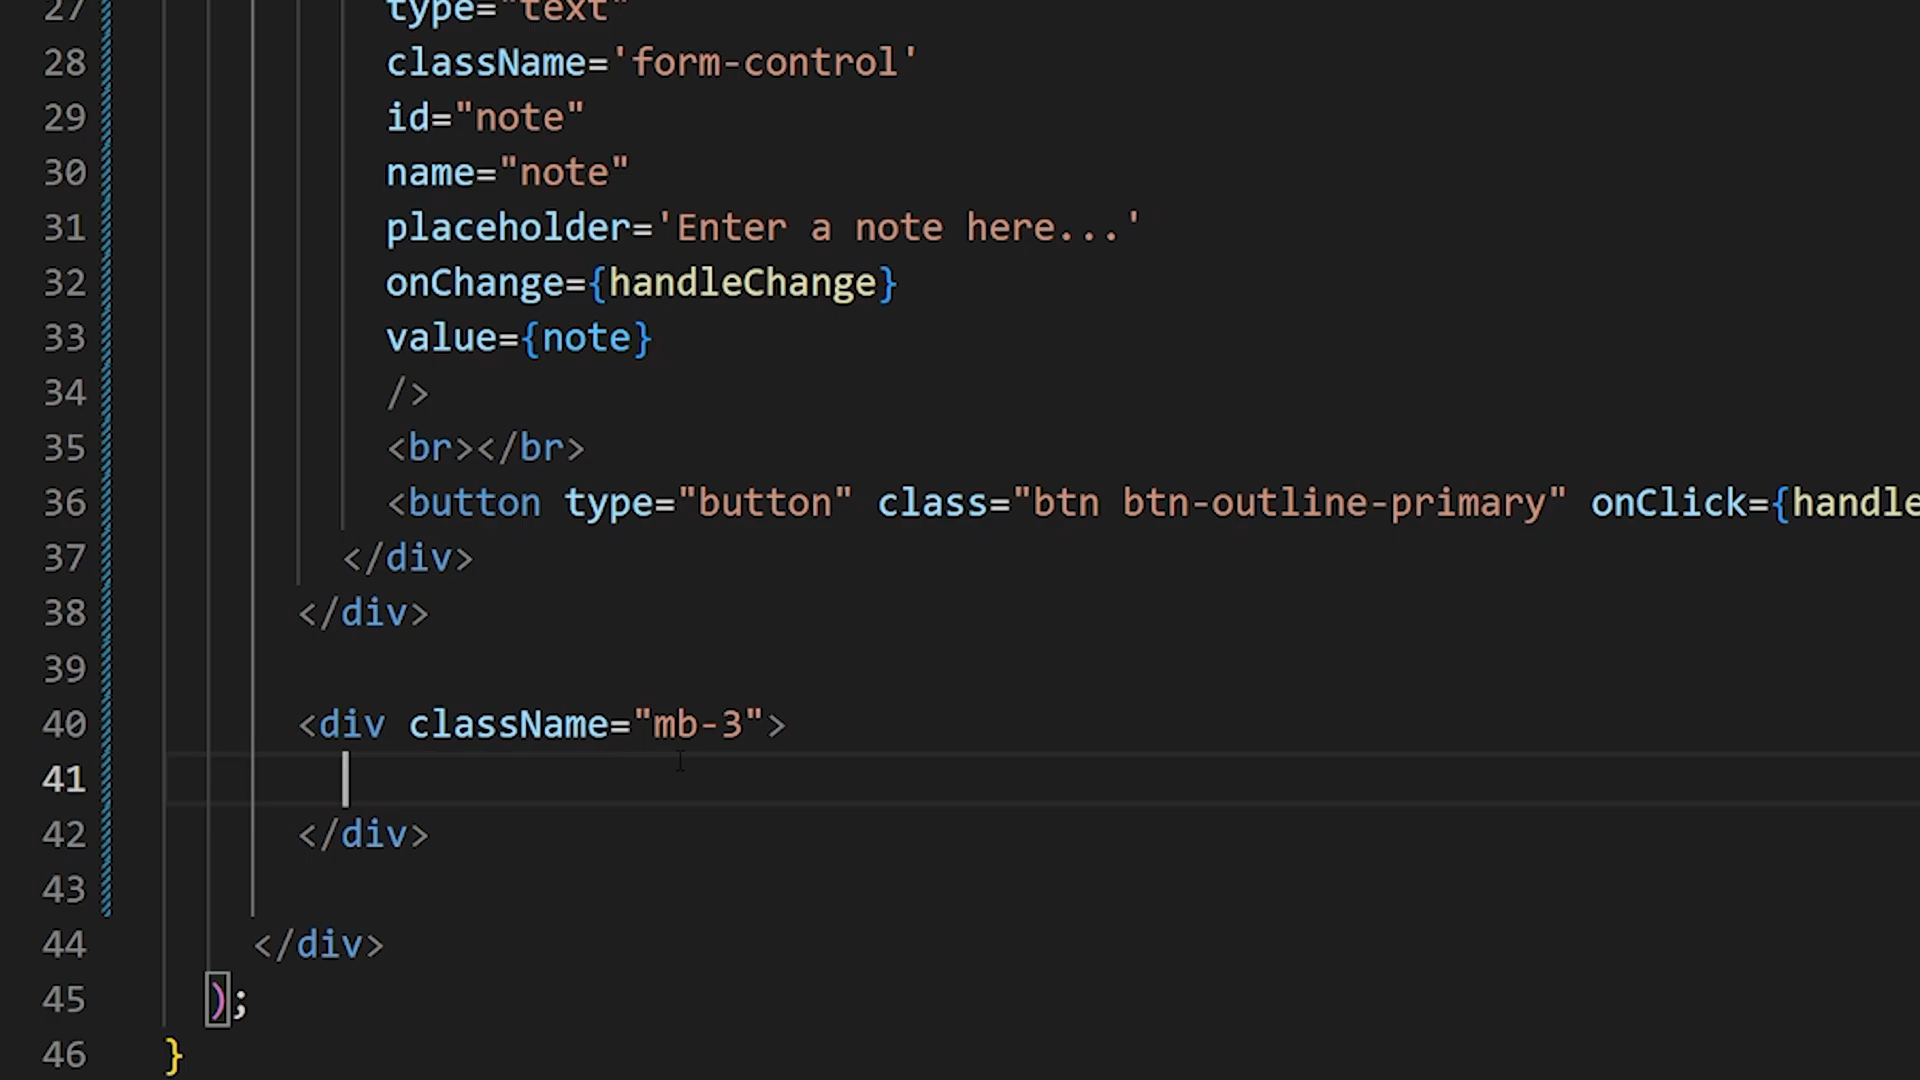 27 type="text"
28 className='form-control'
29 id="note"
30 name="note"
31 placeholder='Enter a note here...'
32 onChange={handleChange}
33 value={note}
34 />
35 <br></br>
36 <button type="button" class="btn btn-outline-primary" onClick={handle
37 </div>
38 </div>
39
40 <div className="mb-3">
41
42 </div>
43
44 </div>
45 );
46 }